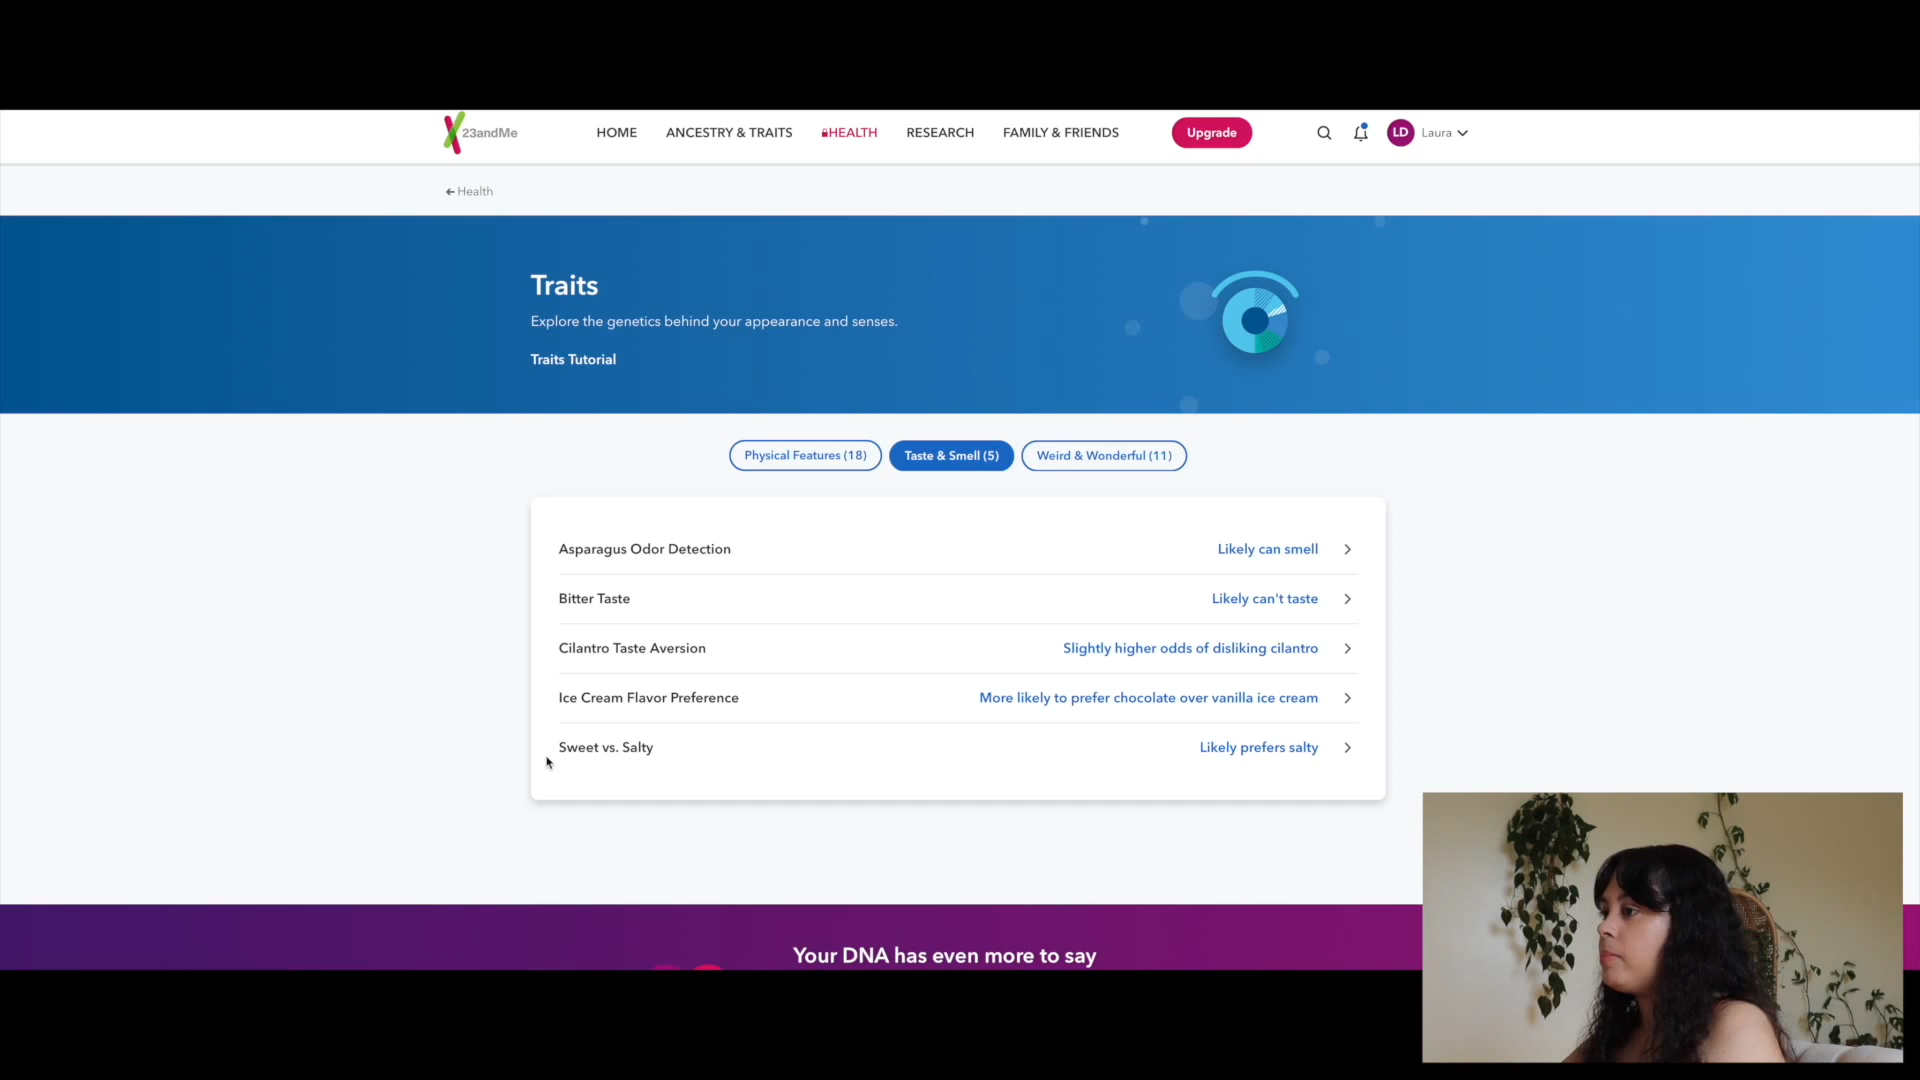 23andMe HOME ANCESTRY & TRAITS HEALTH RESEARCH FAMILY & FRIENDS Upgrade LD Laura
Health
Traits
Explore the genetics behind your appearance and senses.
Traits Tutorial
Physical Features (18) Taste & Smell (5) Weird & Wonderful (11)
Asparagus Odor Detection Likely can smell
Bitter Taste Likely can't taste
Cilantro Taste Aversion Slightly higher odds of disliking cilantro
Ice Cream Flavor Preference More likely to prefer chocolate over vanilla ice cream
Sweet vs. Salty Likely prefers salty
Your DNA has even more to say